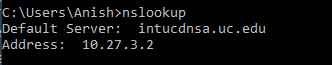 C:\Users\Anish>nslookup
Default Server:  intucdnsa.uc.edu
Address:  10.27.3.2